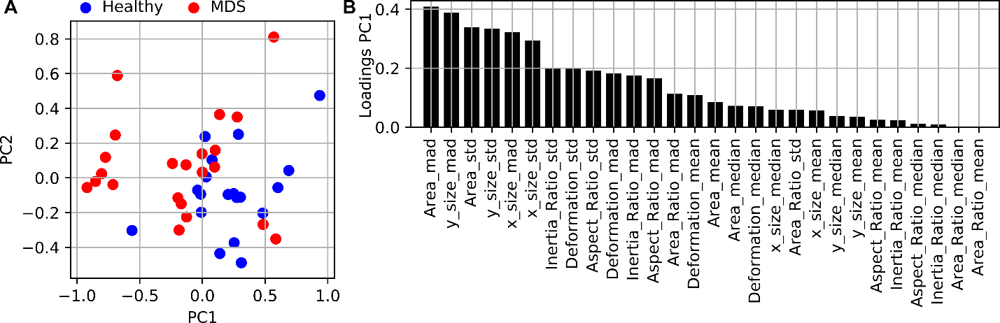 A
Healthy
MDS
PC2
0.8
0.6
0.4
0.2
0.0
−0.2
−0.4
−1.0
−0.5
0.0
0.5
1.0
PC1
B
Loadings PC1
0.4
0.2
0.0
Area_mad
y_size_mad
Area_std
y_size_std
x_size_mad
x_size_std
Inertia_Ratio_std
Deformation_std
Aspect_Ratio_std
Deformation_mad
Inertia_Ratio_mad
Aspect_Ratio_mad
Area_Ratio_mad
Deformation_mean
Area_mean
Area_median
Deformation_median
x_size_median
Area_Ratio_std
x_size_mean
y_size_median
y_size_mean
Aspect_Ratio_mean
Inertia_Ratio_mean
Aspect_Ratio_median
Inertia_Ratio_median
Area_Ratio_median
Area_Ratio_mean